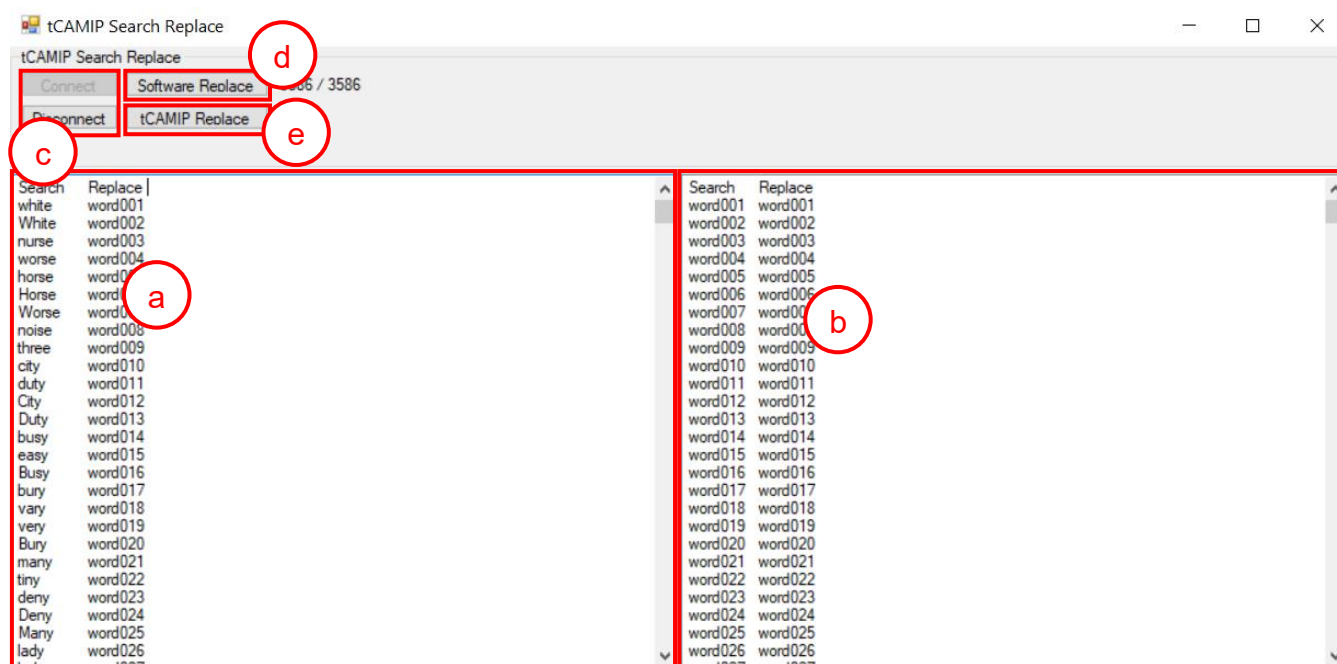 tCAMIP Search Replace
tCAMIP Search Replace
d
Connect Software Replace / 3586
Disconnect tCAMIP Replace
e
c
Search Replace
white word001
White word002
nurse word003
worse word004
horse
Horse
Worse
noise word008
three word009
city word010
duty word011
City word012
Duty word013
busy word014
easy word015
Busy word016
bury word017
vary word018
very word019
Bury word020
many word021
tiny word022
deny word023
Deny word024
Many word025
lady word026
a
Search Replace
word001 word001
word002 word002
word003 word003
word004 word004
word005 word005
word006 word006
word007
word008
word009 word009
word010 word010
word011 word011
word012 word012
word013 word013
word014 word014
word015 word015
word016 word016
word017 word017
word018 word018
word019 word019
word020 word020
word021 word021
word022 word022
word023 word023
word024 word024
word025 word025
word026 word026
b